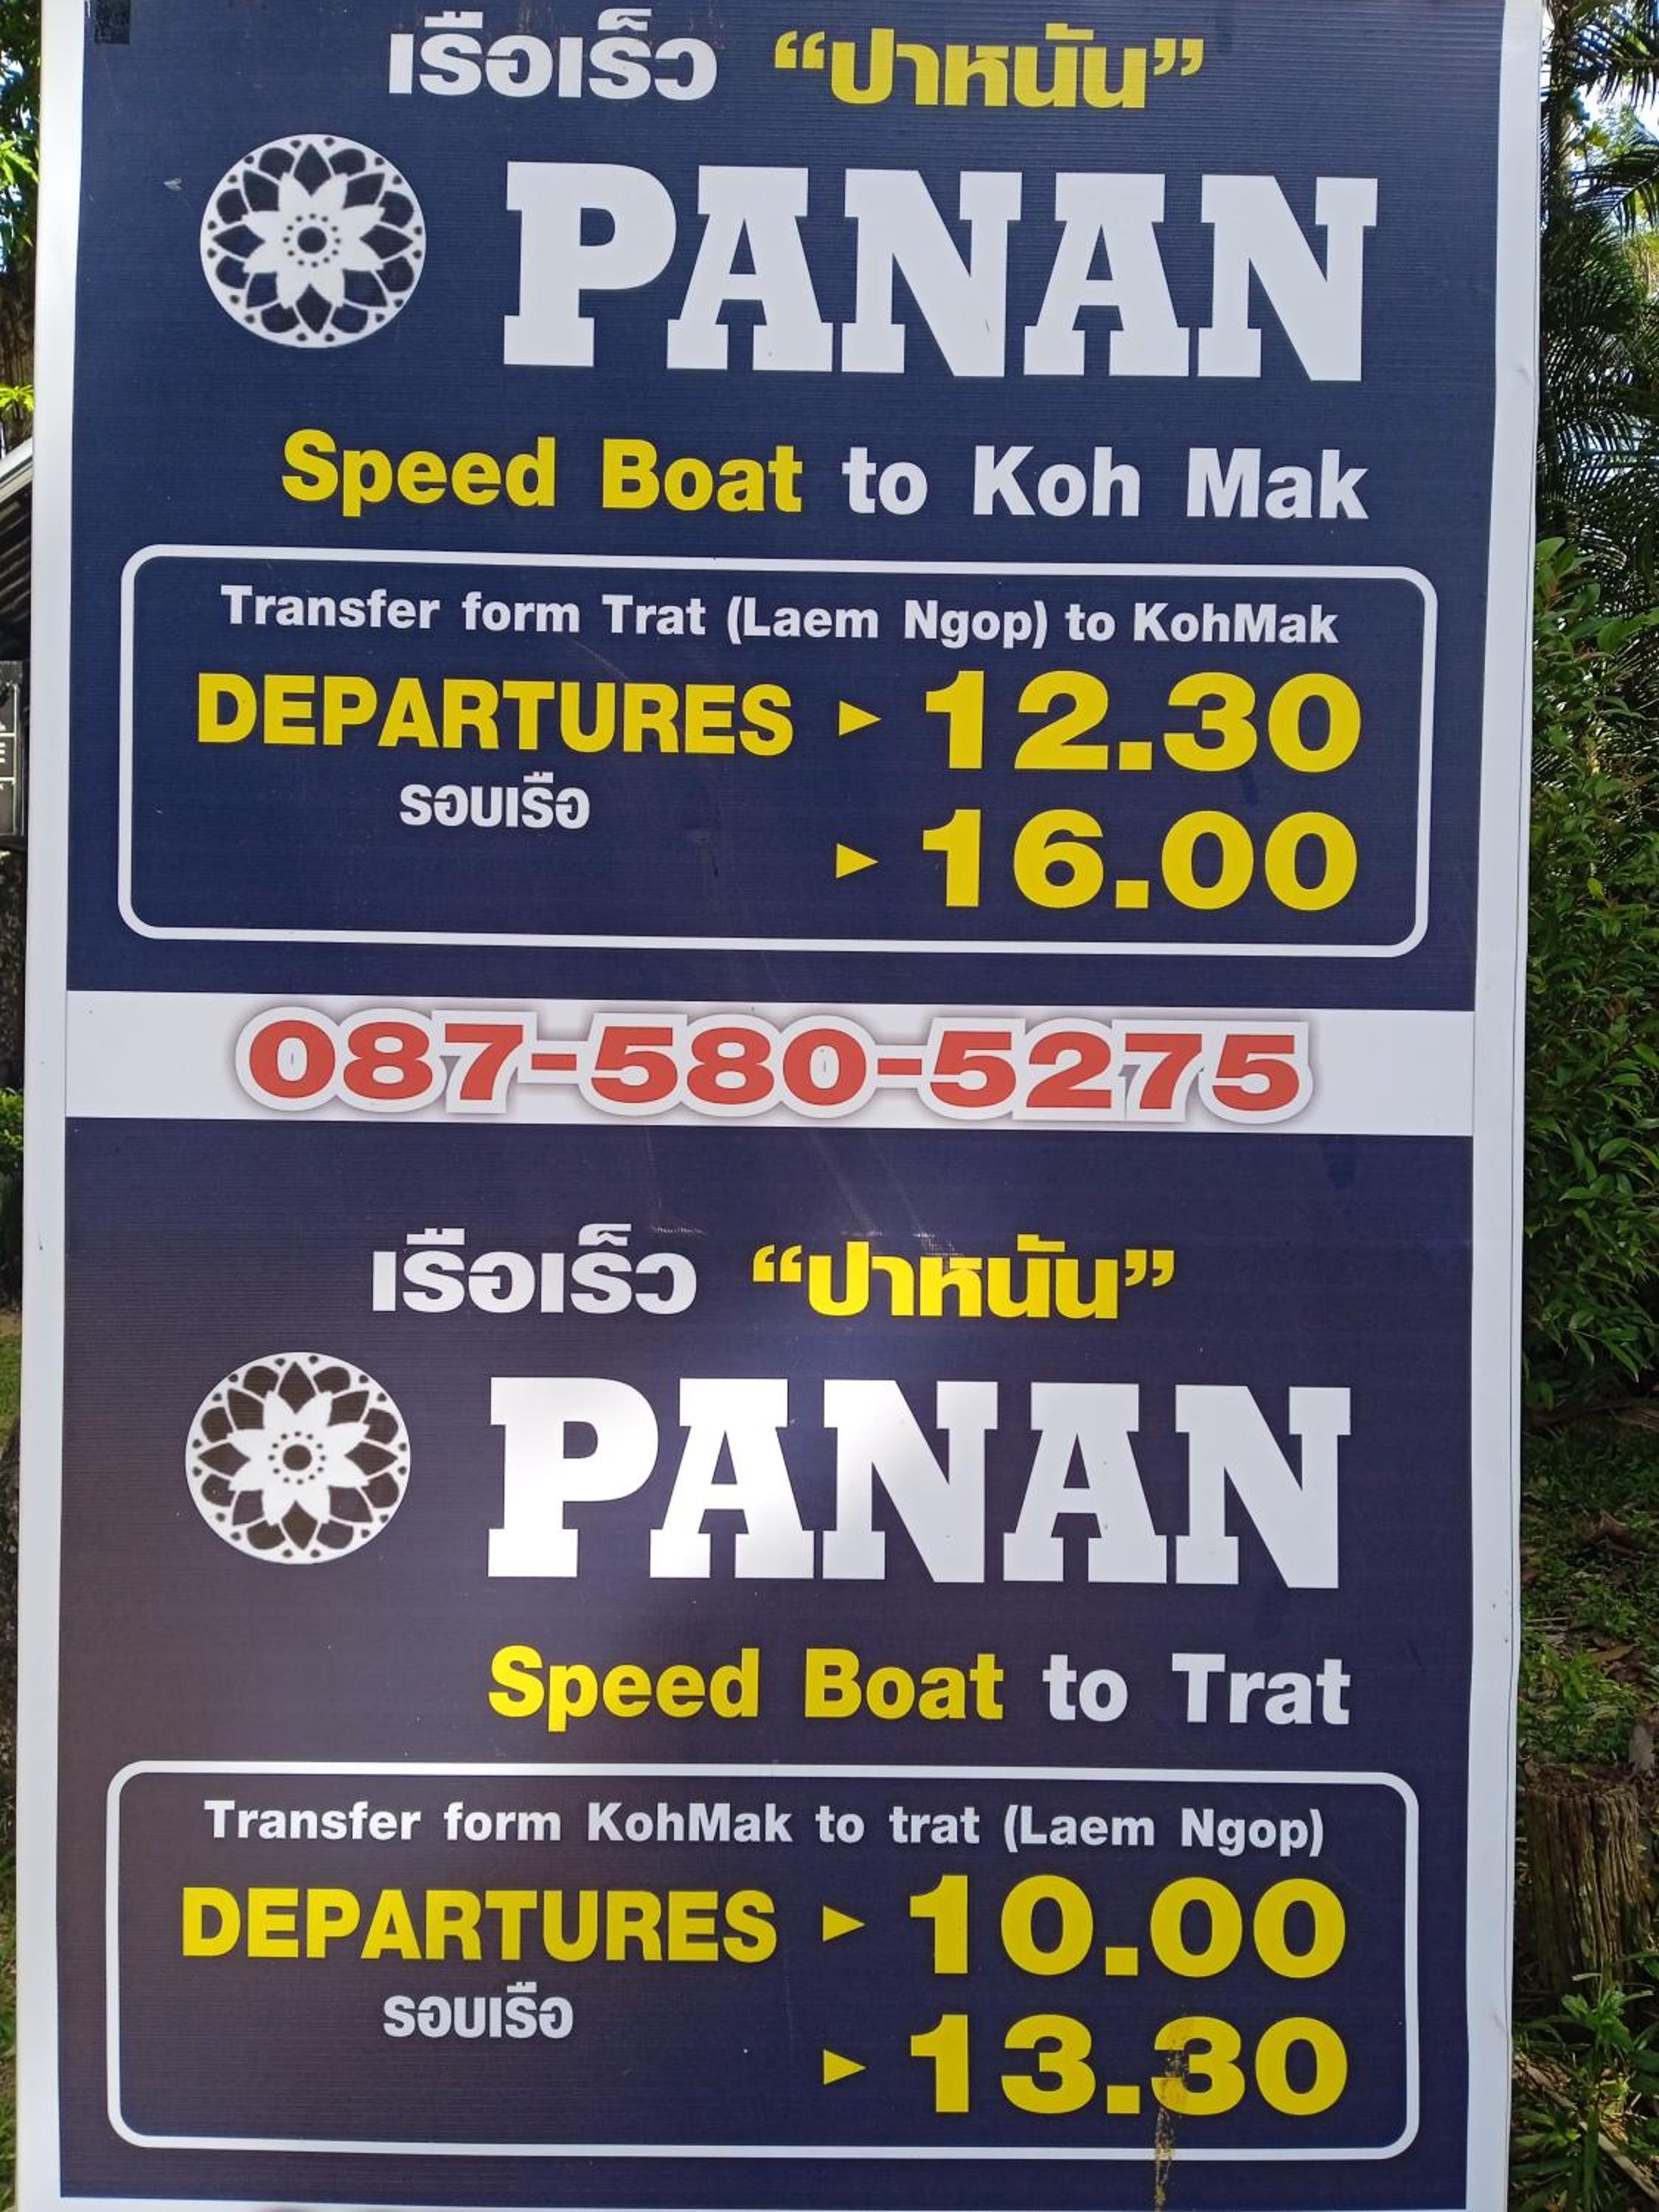 เรือเร็ว “ปาหนัน”
PANAN
Speed Boat to Koh Mak
Transfer form Trat (Laem Ngop) to KohMak
DEPARTURES ► 12.30
รอบเรือ
► 16.00
087-580-5275
เรือเร็ว “ปาหนัน”
PANAN
Speed Boat to Trat
Transfer form KohMak to trat (Laem Ngop)
DEPARTURES ► 10.00
รอบเรือ
► 13.30